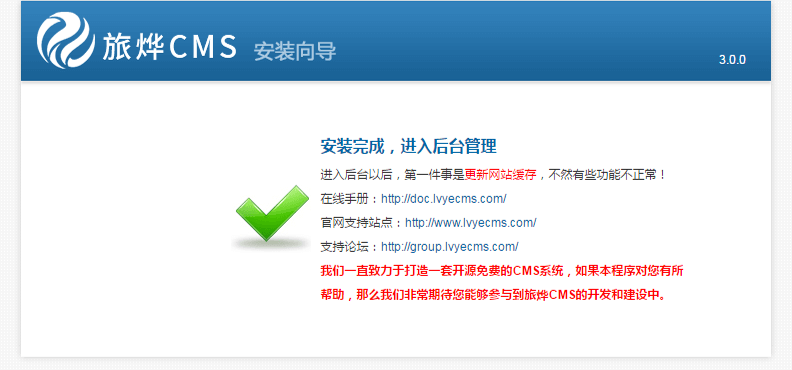 旅烨CMS 安装向导
3.0.0
安装完成，进入后台管理
进入后台以后，第一件事是更新网站缓存，不然有些功能不正常！
在线手册：http://doc.lvyecms.com/
官网支持站点：http://www.lvyecms.com/
支持论坛：http://group.lvyecms.com/
我们一直致力于打造一套开源免费的CMS系统，如果本程序对您有所
帮助，那么我们非常期待您能够参与到旅烨CMS的开发和建设中。